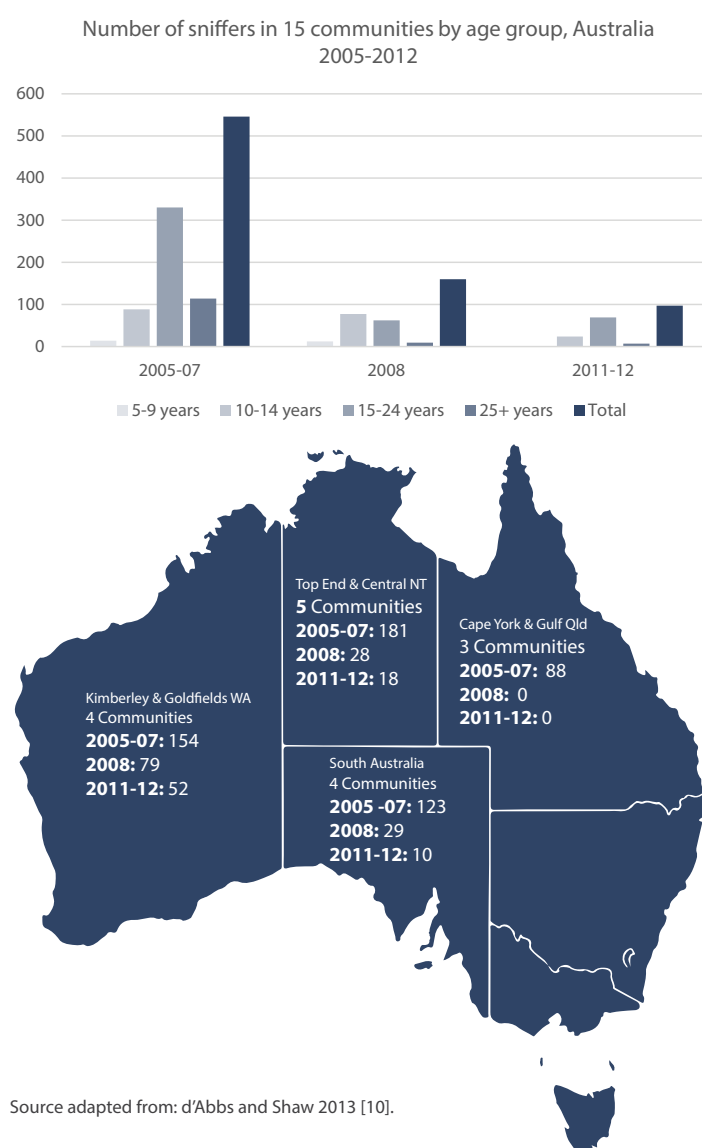 Number of sniffers in 15 communities by age group, Australia
2005-2012
600
500
400
300
200
100
0
2005-07
2008
2011-12
5-9 years
10-14 years
15-24 years
25+ years
Total
Top End & Central NT
5 Communities
2005-07: 181
2008: 28
2011-12: 18
Cape York & Gulf Qld
3 Communities
2005-07: 88
2008: 0
2011-12: 0
Kimberley & Goldfields WA
4 Communities
2005-07: 154
2008: 79
2011-12: 52
South Australia
4 Communities
2005 -07: 123
2008: 29
2011-12: 10
Source adapted from: d'Abbs and Shaw 2013 [10].